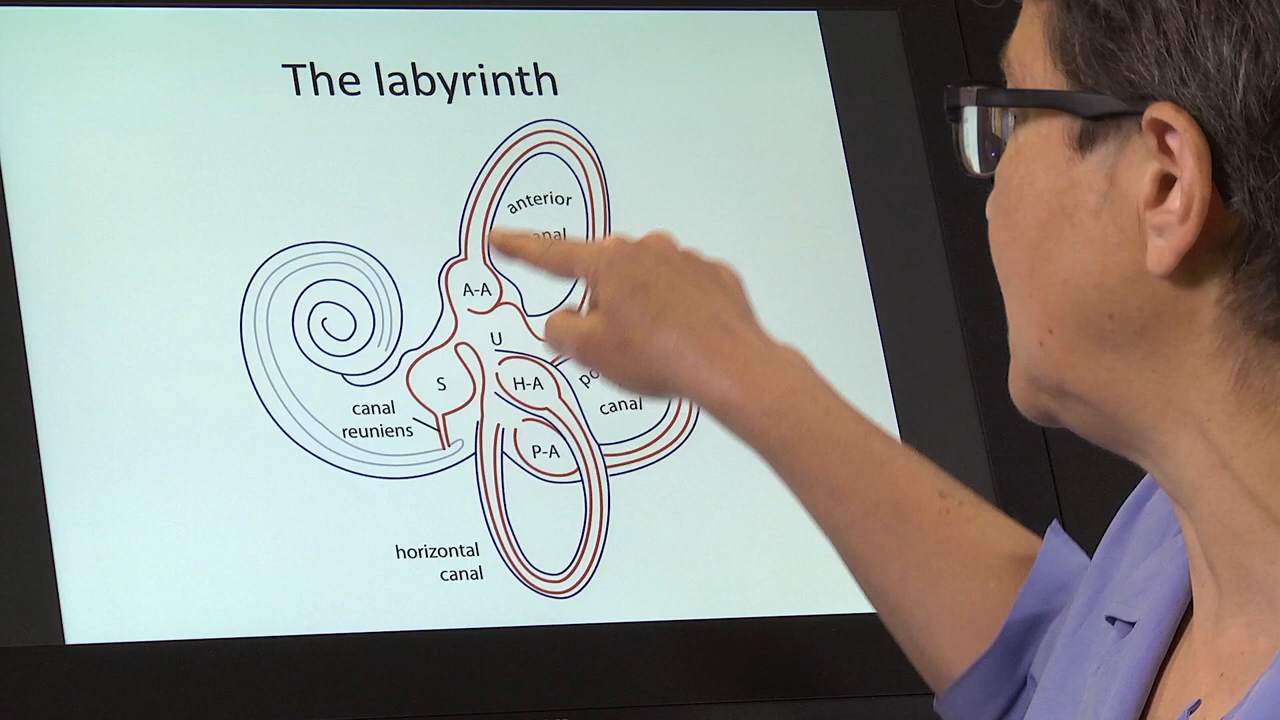 The labyrinth
anterior
A-A
U
H-A
S
canal
canal
reuniens
P-A
horizontal
canal